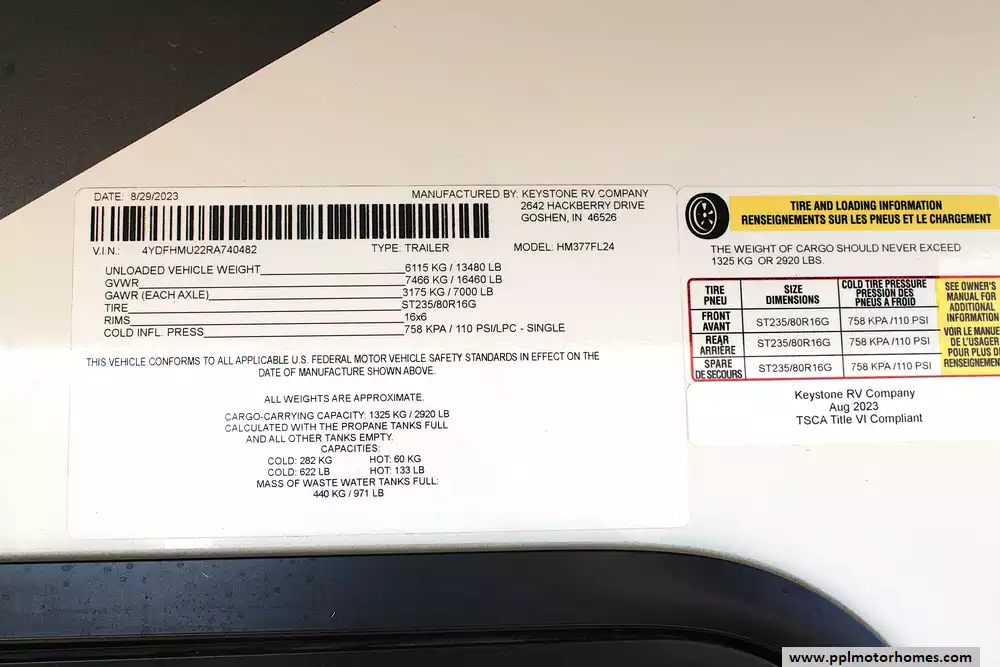 DATE: 8/29/2023
MANUFACTURED BY: KEYSTONE RV COMPANY
2642 HACKBERRY DRIVE
GOSHEN, IN 46526
V.I.N.: 4YDFHMU22RA740482 TYPE: TRAILER MODEL: HM377FL24
UNLOADED VEHICLE WEIGHT 6115 KG / 13480 LB
GVWR 7466 KG / 16460 LB
GAWR (EACH AXLE) 3175 KG / 7000 LB
TIRE ST235/80R16G
RIMS 16x6
COLD INFL. PRESS 758 KPA / 110 PSI/LPC - SINGLE
THIS VEHICLE CONFORMS TO ALL APPLICABLE U.S. FEDERAL MOTOR VEHICLE SAFETY STANDARDS IN EFFECT ON THE
DATE OF MANUFACTURE SHOWN ABOVE.
ALL WEIGHTS ARE APPROXIMATE.
CARGO-CARRYING CAPACITY: 1325 KG / 2920 LB
CALCULATED WITH THE PROPANE TANKS FULL
AND ALL OTHER TANKS EMPTY.
CAPACITIES:
COLD: 282 KG HOT: 60 KG
COLD: 622 LB HOT: 133 LB
MASS OF WASTE WATER TANKS FULL:
440 KG / 971 LB
TIRE AND LOADING INFORMATION
RENSEIGNEMENTS SUR LES PNEUS ET LE CHARGEMENT
THE WEIGHT OF CARGO SHOULD NEVER EXCEED
1325 KG OR 2920 LBS.
TIRE
PNEU
SIZE
DIMENSIONS
COLD TIRE PRESSURE
PRESSION DES
PNEUS A FROID
FRONT
AVANT
ST235/80R16G 758 KPA /110 PSI
REAR
ARRIÈRE
ST235/80R16G 758 KPA /110 PSI
SPARE
DE SECOURS
ST235/80R16G 758 KPA /110 PSI
SEE OWNER'S
MANUAL FOR
ADDITIONAL
INFORMATION
VOIR LE MANUE
DE L'USAGER
POUR PLUS D
RENSEIGNEMEN
Keystone RV Company
Aug 2023
TSCA Title VI Compliant
www.pplmotorhomes.com